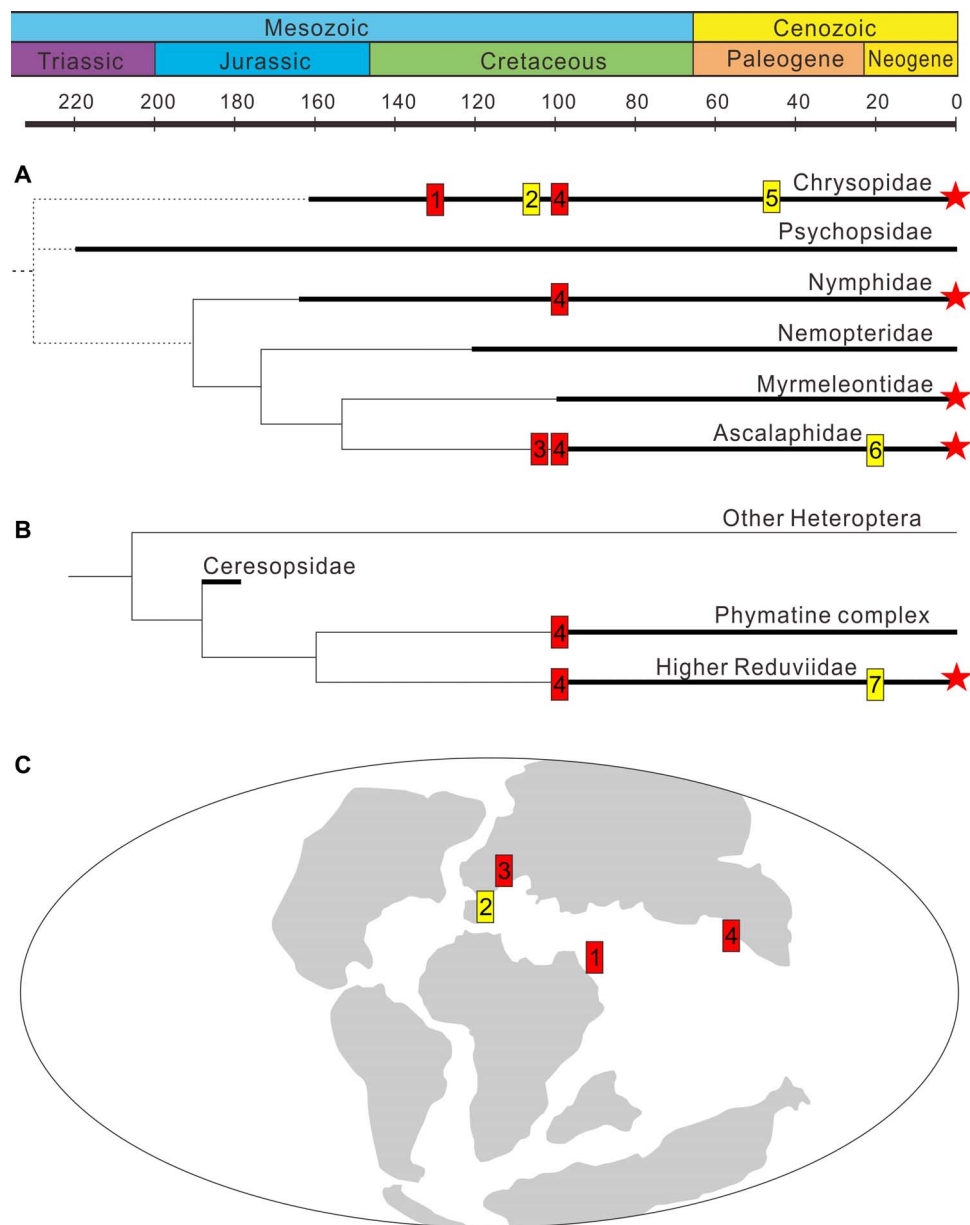 Mesozoic Cenozoic
Triassic Jurassic Cretaceous Paleogene Neogene
220 200 180 160 140 120 100 80 60 40 20 0
A
Chrysopidae
1 2 4 5
Psychopsidae
Nymphidae
4
Nemopteridae
Myrmeleontidae
Ascalaphidae
3 4 6
B
Other Heteroptera
Ceresopsidae
Phymatine complex
4
Higher Reduviidae
4 7
C
3
2
4
1